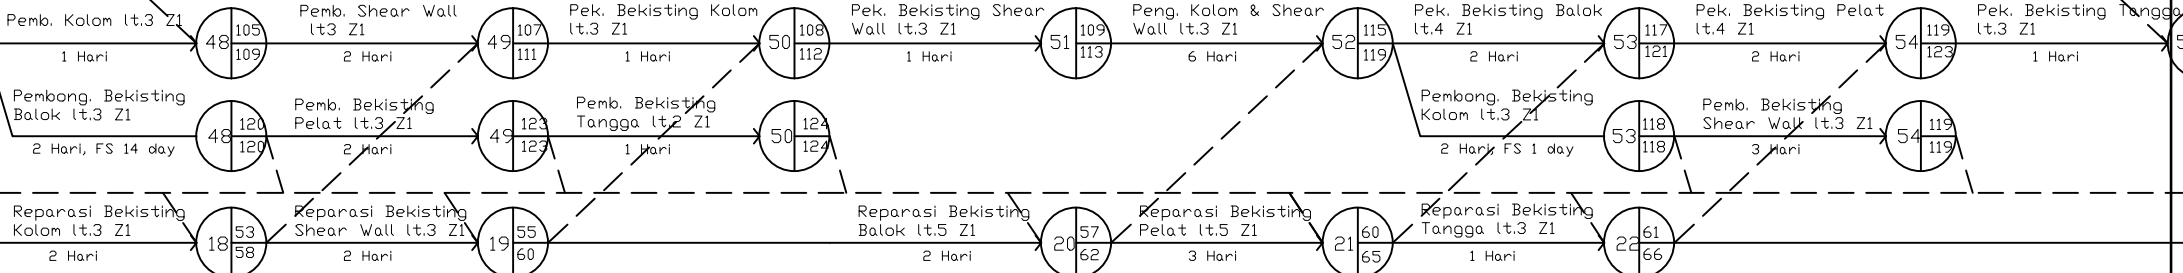 Pemb. Kolom lt.3 Z1
1 Hari
48
105
109
Pemb. Shear Wall
lt3 Z1
2 Hari
49
107
111
Pek. Bekisting Kolom
lt.3 Z1
1 Hari
50
108
112
Pek. Bekisting Shear
Wall lt.3 Z1
1 Hari
51
109
113
Peng. Kolom & Shear
Wall lt.3 Z1
6 Hari
52
115
119
Pek. Bekisting Balok
lt.4 Z1
2 Hari
53
117
121
Pek. Bekisting Pelat
lt.4 Z1
2 Hari
54
119
123
Pek. Bekisting Tangga
lt.3 Z1
1 Hari
Pembong. Bekisting
Balok lt.3 Z1
2 Hari, FS 14 day
48
120
120
Pemb. Bekisting
Pelat lt.3 Z1
2 Hari
49
123
123
Pemb. Bekisting
Tangga lt.2 Z1
1 Hari
50
124
124
Pembong. Bekisting
Kolom lt.3 Z1
2 Hari, FS 1 day
53
118
118
Pemb. Bekisting
Shear Wall lt.3 Z1
3 Hari
54
119
119
Reparasi Bekisting
Kolom lt.3 Z1
2 Hari
18
53
58
Reparasi Bekisting
Shear Wall lt.3 Z1
2 Hari
19
55
60
Reparasi Bekisting
Balok lt.5 Z1
2 Hari
20
57
62
Reparasi Bekisting
Pelat lt.5 Z1
3 Hari
21
60
65
Reparasi Bekisting
Tangga lt.3 Z1
1 Hari
22
61
66